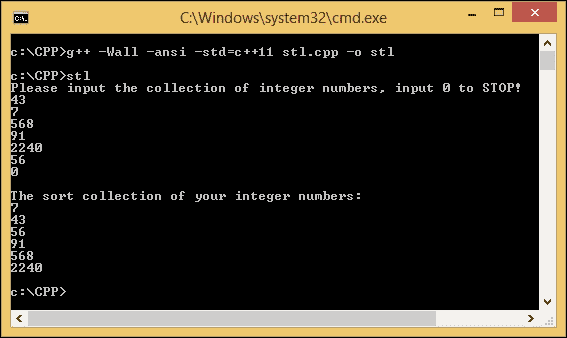 C:\Windows\system32\cmd.exe
c:\CPP>g++ -Wall -ansi -std=c++11 stl.cpp -o stl
c:\CPP>stl
Please input the collection of integer numbers, input 0 to STOP!
43
7
568
91
2240
56
0
The sort collection of your integer numbers:
7
43
56
91
568
2240
c:\CPP>